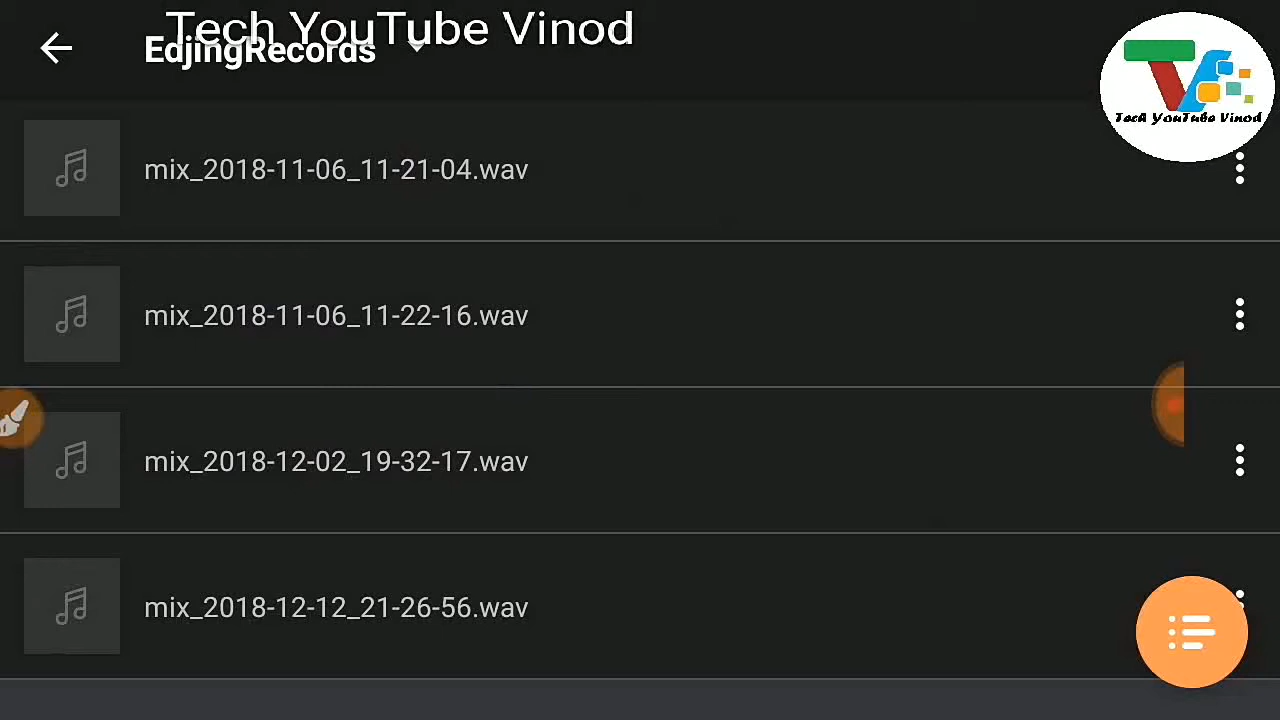 Tech YouTube Vinod
EdjingRecords
Tech YouTube Vinod
mix_2018-11-06_11-21-04.wav
mix_2018-11-06_11-22-16.wav
mix_2018-12-02_19-32-17.wav
mix_2018-12-12_21-26-56.wav